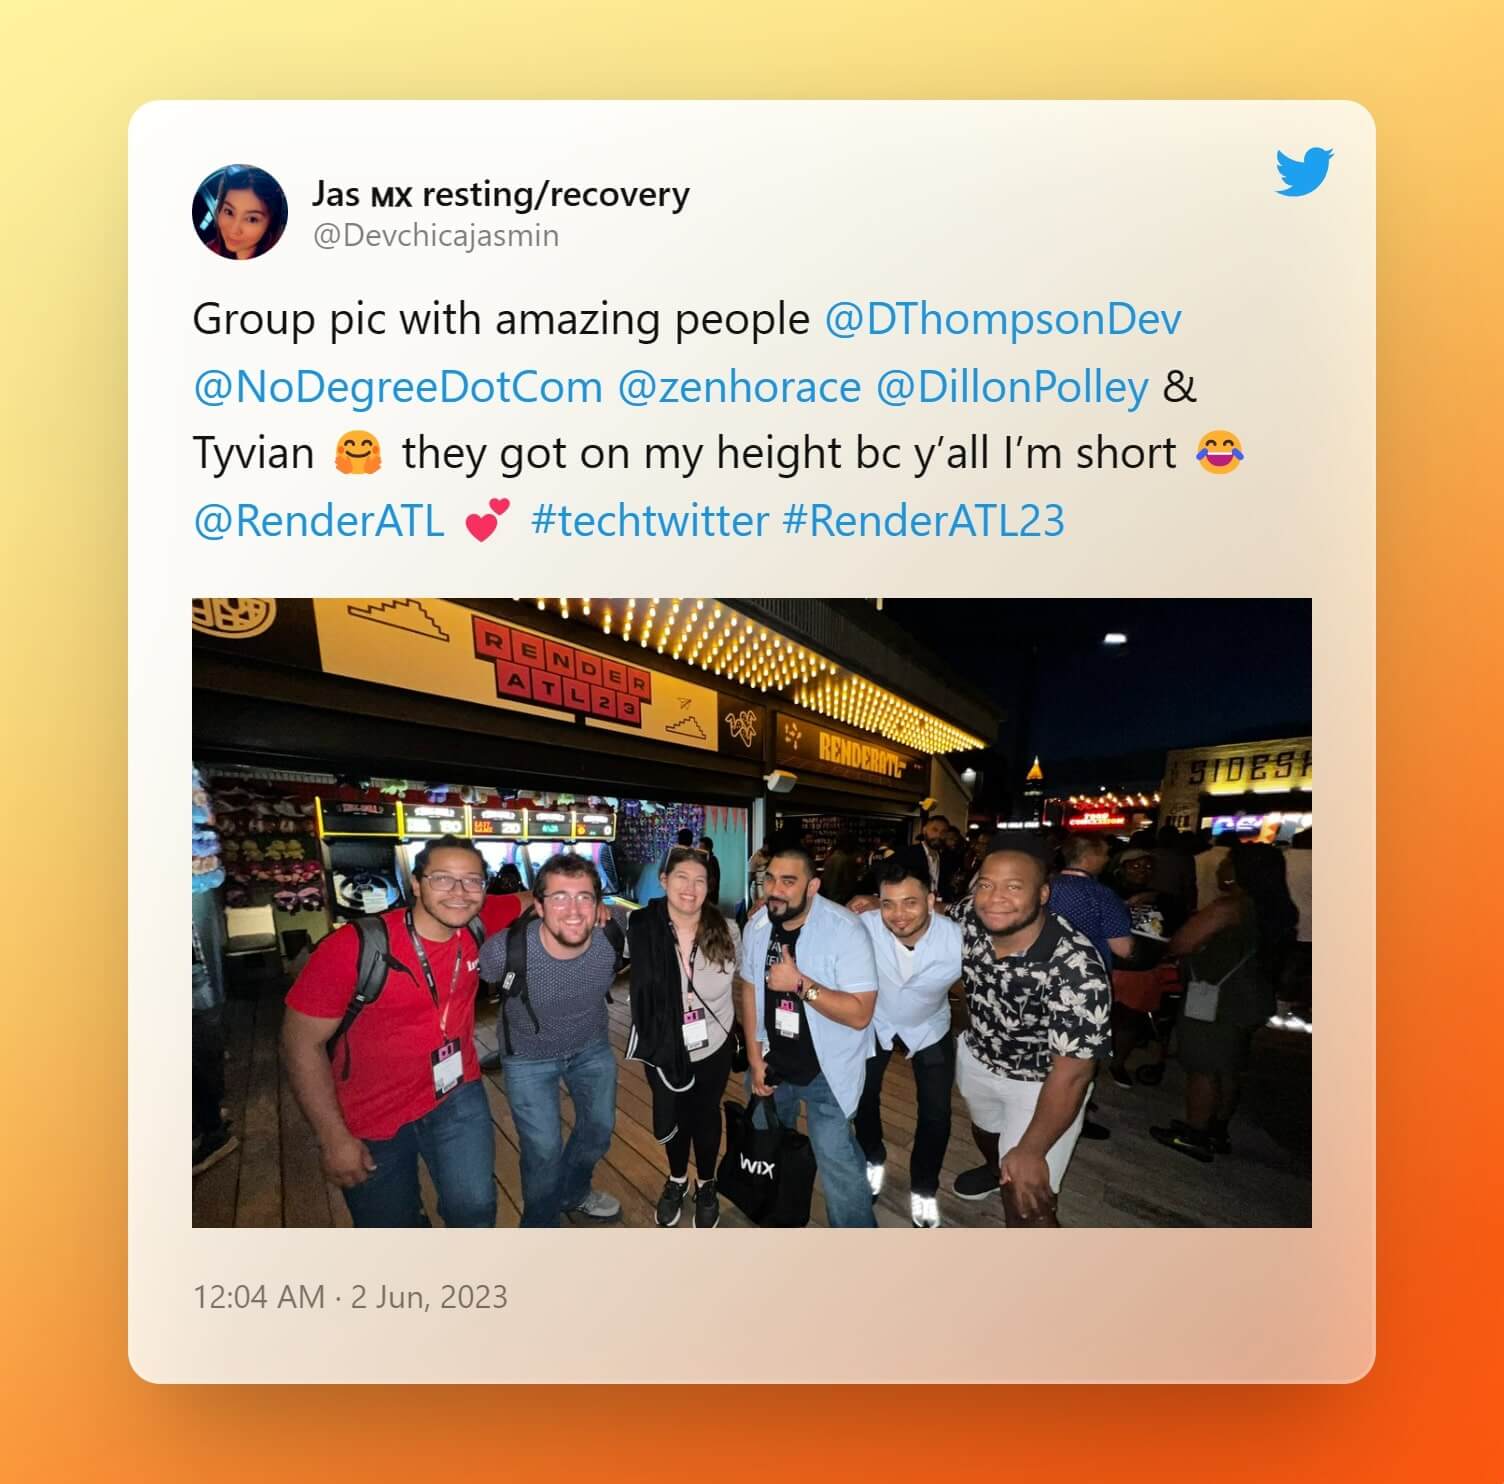 Jas MX resting/recovery
@Devchicajasmin
Group pic with amazing people @DThompsonDev
@NoDegreeDotCom @zenhorace @DillonPolley &
Tyvian 🤗 they got on my height bc y’all I’m short 😂
@RenderATL 💕 #techtwitter #RenderATL23
RENDER
ATL23
RENDERATL
SIDESH
WIX
12:04 AM · 2 Jun, 2023